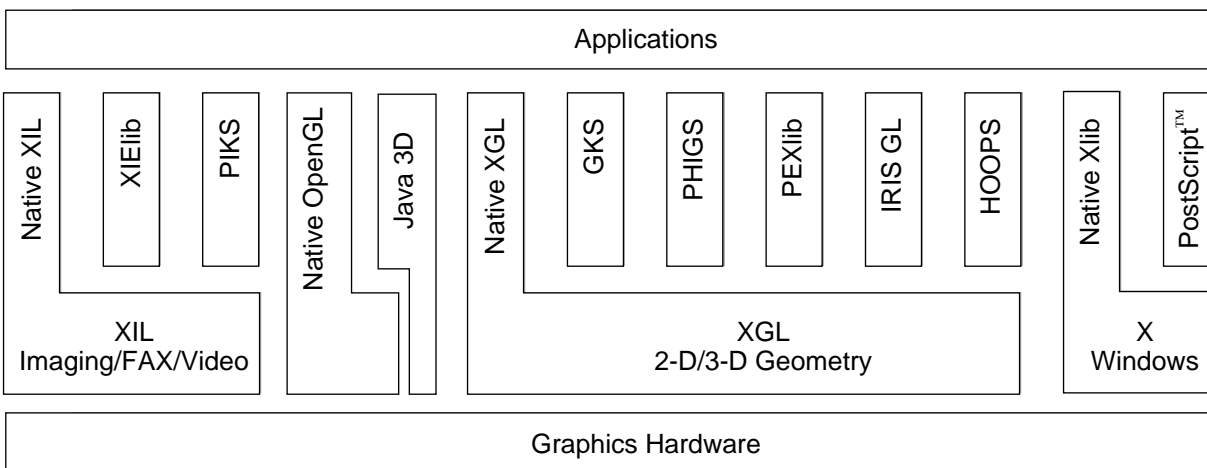 Applications
Native XIL
XIElib
PIKS
Native OpenGL
Java 3D
Native XGL
GKS
PHIGS
PEXlib
IRIS GL
HOOPS
Native Xlib
PostScript™
XIL
Imaging/FAX/Video
XGL
2-D/3-D Geometry
X
Windows
Graphics Hardware